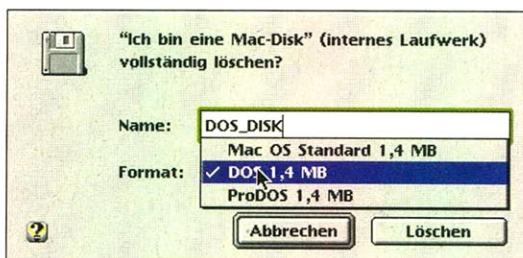 “Ich bin eine Mac-Disk” (internes Laufwerk)
vollständig löschen?
Name: DOS_DISK
Mac OS Standard 1,4 MB
Format: ✓ DOS 1,4 MB
ProDOS 1,4 MB
?
Abbrechen Löschen